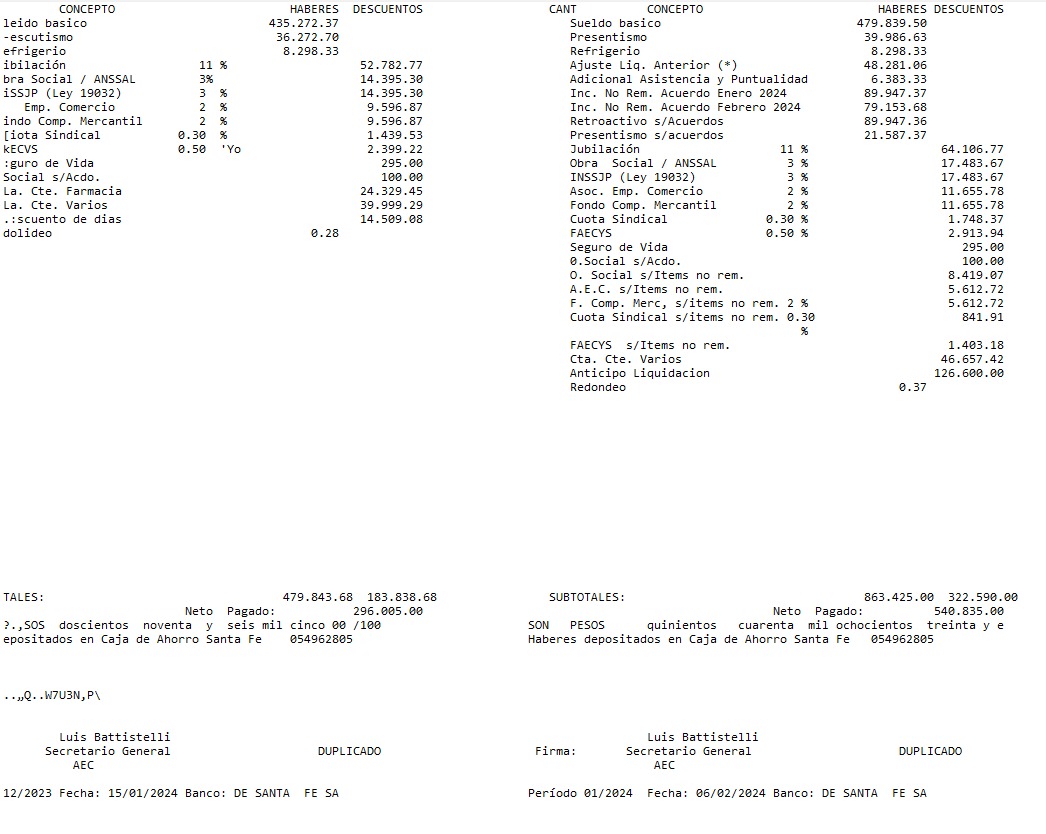 CONCEPTO HABERES DESCUENTOS
leido basico 435.272.37
-escutismo 36.272.70
efrigerio 8.298.33
ibilación 11 % 52.782.77
bra Social / ANSSAL 3% 14.395.30
iSSJP (Ley 19032) 3 % 14.395.30
Emp. Comercio 2 % 9.596.87
indo Comp. Mercantil 2 % 9.596.87
[iota Sindical 0.30 % 1.439.53
kECVS 0.50 'Yo 2.399.22
:guro de Vida 295.00
Social s/Acdo. 100.00
La. Cte. Farmacia 24.329.45
La. Cte. Varios 39.999.29
.:scuento de dias 14.509.08
dolideo 0.28
TALES: 479.843.68 183.838.68
Neto Pagado: 296.005.00
?.,SOS doscientos noventa y seis mil cinco 00 /100
epositados en Caja de Ahorro Santa Fe 054962805
..„Q..W7U3N,P\
Luis Battistelli
Secretario General DUPLICADO
AEC
12/2023 Fecha: 15/01/2024 Banco: DE SANTA FE SA
CANT CONCEPTO HABERES DESCUENTOS
Sueldo basico 479.839.50
Presentismo 39.986.63
Refrigerio 8.298.33
Ajuste Liq. Anterior (*) 48.281.06
Adicional Asistencia y Puntualidad 6.383.33
Inc. No Rem. Acuerdo Enero 2024 89.947.37
Inc. No Rem. Acuerdo Febrero 2024 79.153.68
Retroactivo s/Acuerdos 89.947.36
Presentismo s/acuerdos 21.587.37
Jubilación 11 % 64.106.77
Obra Social / ANSSAL 3 % 17.483.67
INSSJP (Ley 19032) 3 % 17.483.67
Asoc. Emp. Comercio 2 % 11.655.78
Fondo Comp. Mercantil 2 % 11.655.78
Cuota Sindical 0.30 % 1.748.37
FAECYS 0.50 % 2.913.94
Seguro de Vida 295.00
0.Social s/Acdo. 100.00
O. Social s/Items no rem. 8.419.07
A.E.C. s/Items no rem. 5.612.72
F. Comp. Merc, s/items no rem. 2 % 5.612.72
Cuota Sindical s/items no rem. 0.30 841.91
%
FAECYS s/Items no rem. 1.403.18
Cta. Cte. Varios 46.657.42
Anticipo Liquidacion 126.600.00
Redondeo 0.37
SUBTOTALES: 863.425.00 322.590.00
Neto Pagado: 540.835.00
SON PESOS quinientos cuarenta mil ochocientos treinta y e
Haberes depositados en Caja de Ahorro Santa Fe 054962805
Luis Battistelli
Firma: Secretario General DUPLICADO
AEC
Período 01/2024 Fecha: 06/02/2024 Banco: DE SANTA FE SA